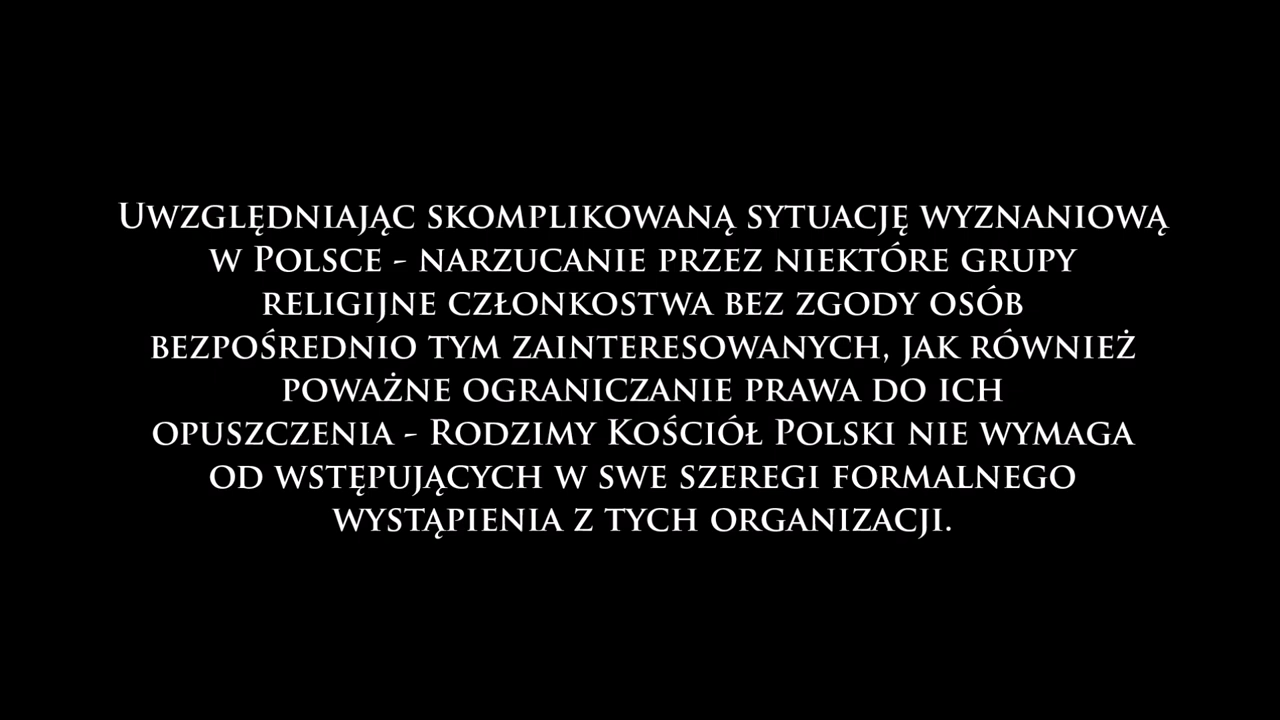 Uwzględniając skomplikowaną sytuację wyznaniową
w Polsce - narzucanie przez niektóre grupy
religijne członkostwa bez zgody osób
bezpośrednio tym zainteresowanych, jak również
poważne ograniczanie prawa do ich
opuszczenia - Rodzimy Kościół Polski nie wymaga
od wstępujących w swe szeregi formalnego
wystąpienia z tych organizacji.